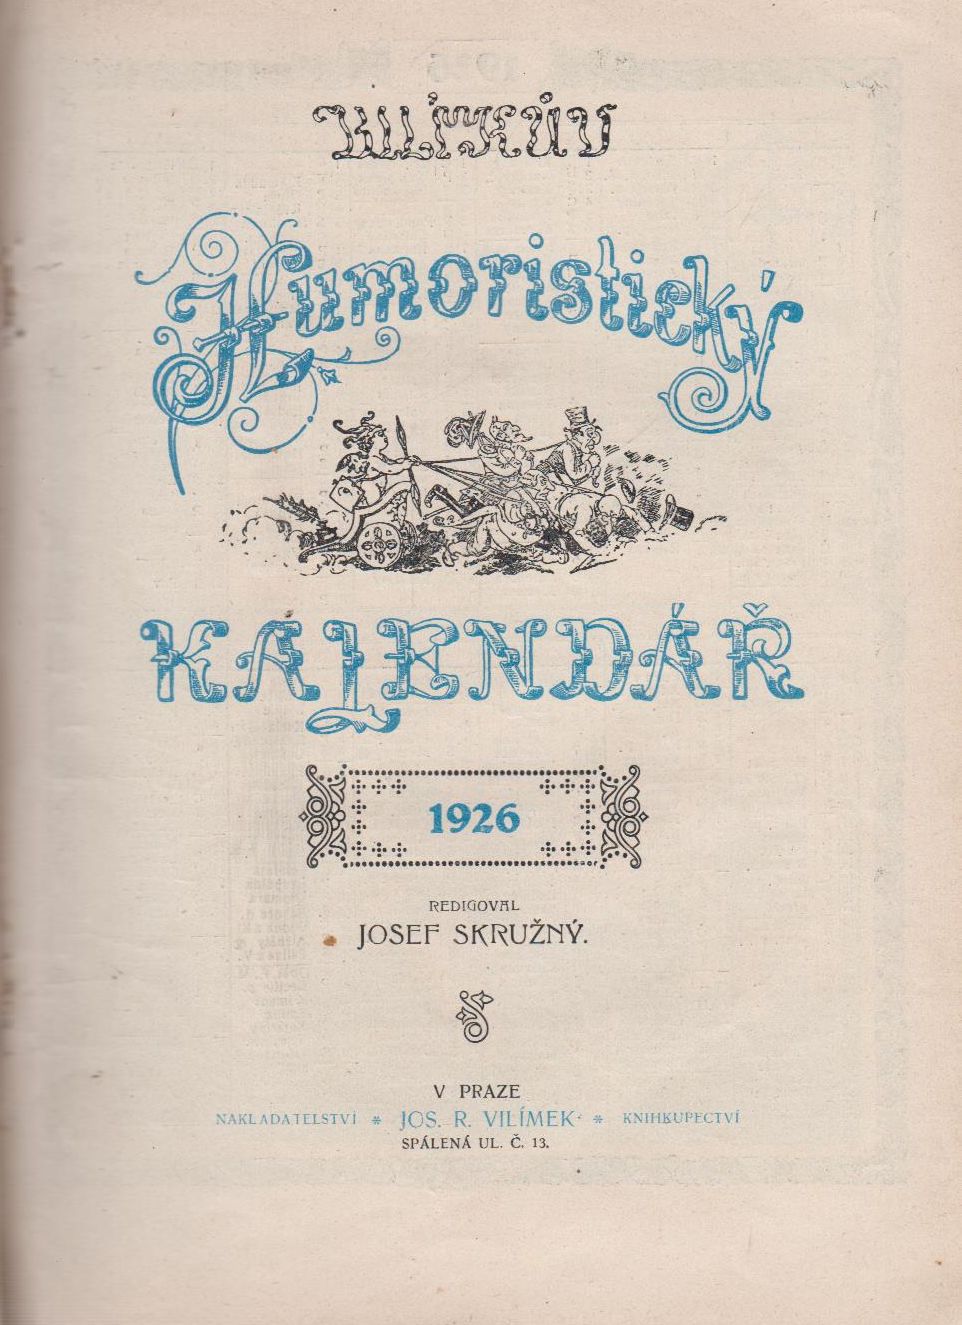 VILÍMKŮV
Humoristický
KALENDÁŘ
1926
REDIGOVAL
JOSEF SKRUŽNÝ.
V PRAZE
NAKLADATELSTVÍ * JOS. R. VILÍMEK * KNIHKUPECTVÍ
SPÁLENÁ UL. Č. 13.